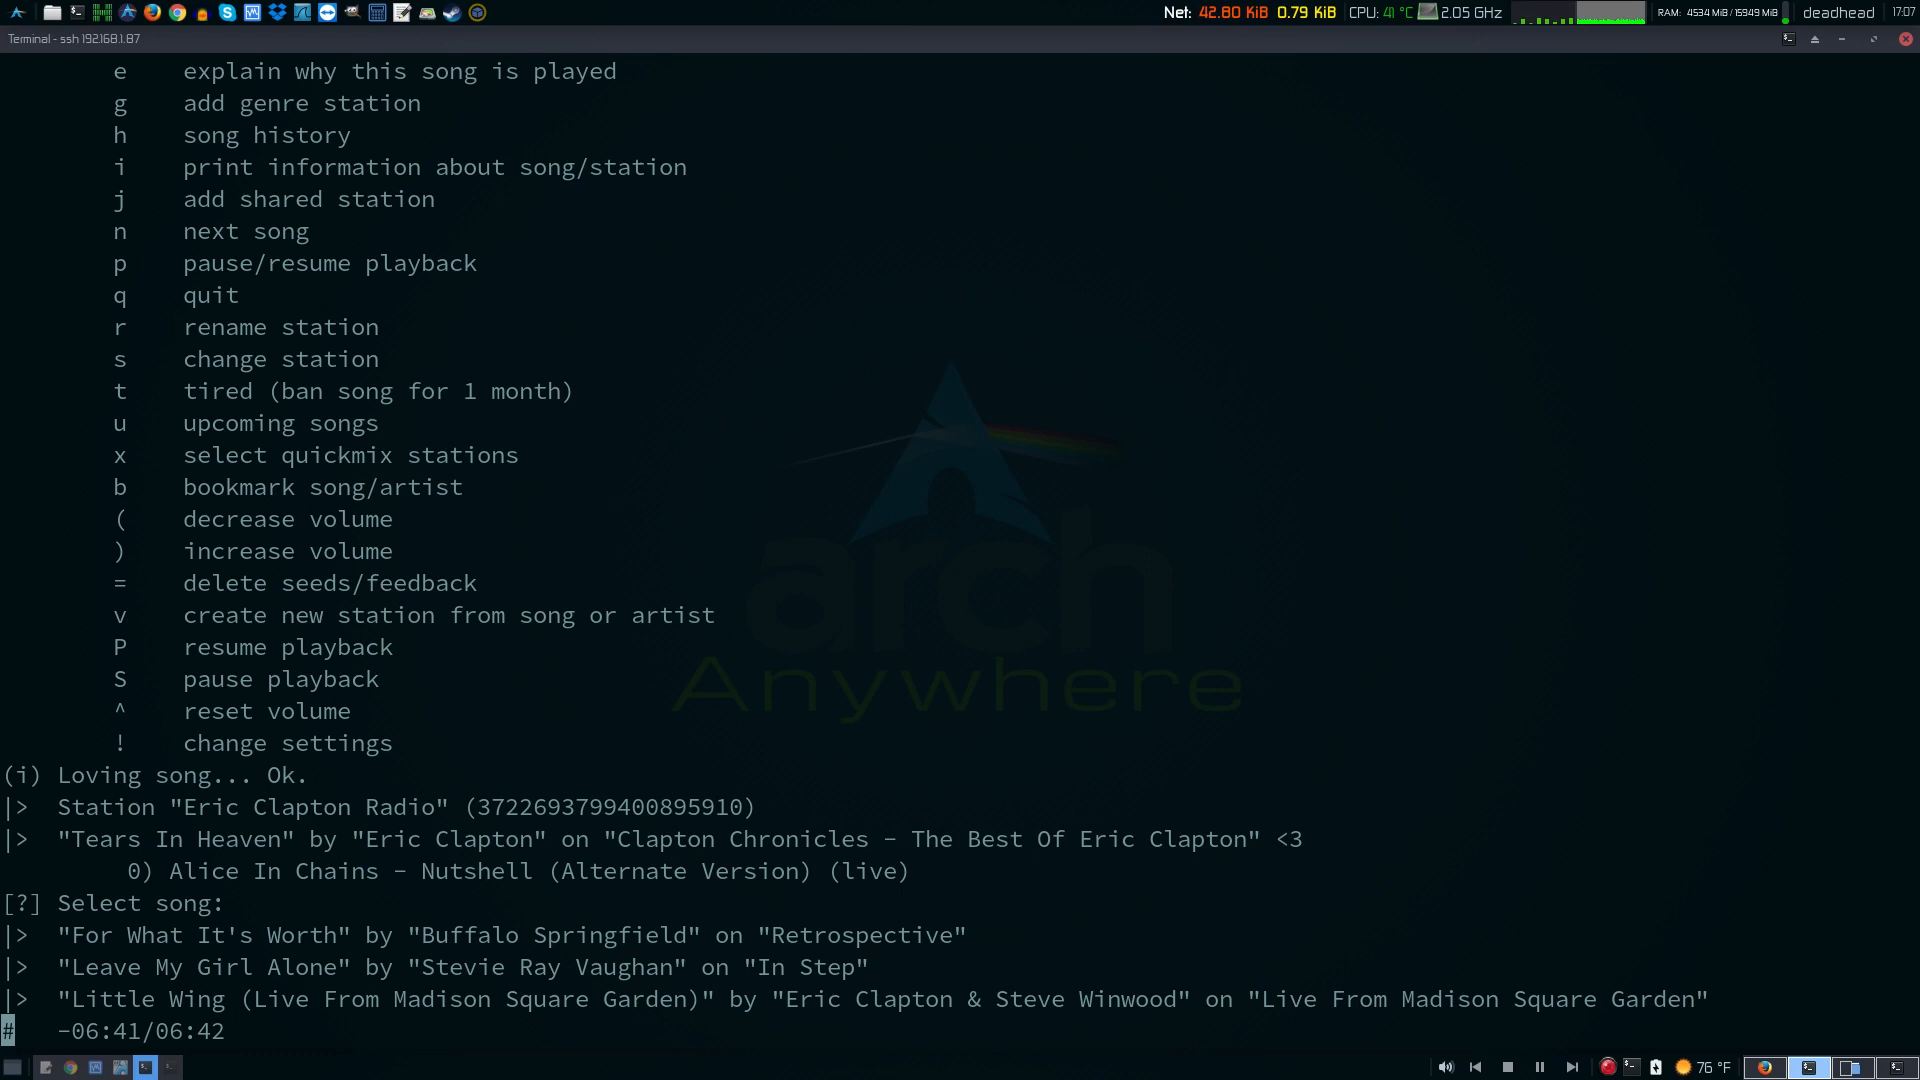 Net: 42.80 KiB 0.79 KiB CPU: 41 °C 2.05 GHz RAM: 4534 MiB / 15949 MiB deadhead 17:07
Terminal - ssh 192.168.1.87
e explain why this song is played
g add genre station
h song history
i print information about song/station
j add shared station
n next song
p pause/resume playback
q quit
r rename station
s change station
t tired (ban song for 1 month)
u upcoming songs
x select quickmix stations
b bookmark song/artist
( decrease volume
) increase volume
= delete seeds/feedback
v create new station from song or artist
P resume playback
S pause playback
^ reset volume
! change settings
arch
Anywhere
(i) Loving song... Ok.
|> Station "Eric Clapton Radio" (3722693799400895910)
|> "Tears In Heaven" by "Eric Clapton" on "Clapton Chronicles - The Best Of Eric Clapton" <3
0) Alice In Chains - Nutshell (Alternate Version) (live)
[?] Select song:
|> "For What It's Worth" by "Buffalo Springfield" on "Retrospective"
|> "Leave My Girl Alone" by "Stevie Ray Vaughan" on "In Step"
|> "Little Wing (Live From Madison Square Garden)" by "Eric Clapton & Steve Winwood" on "Live From Madison Square Garden"
# -06:41/06:42
76 °F